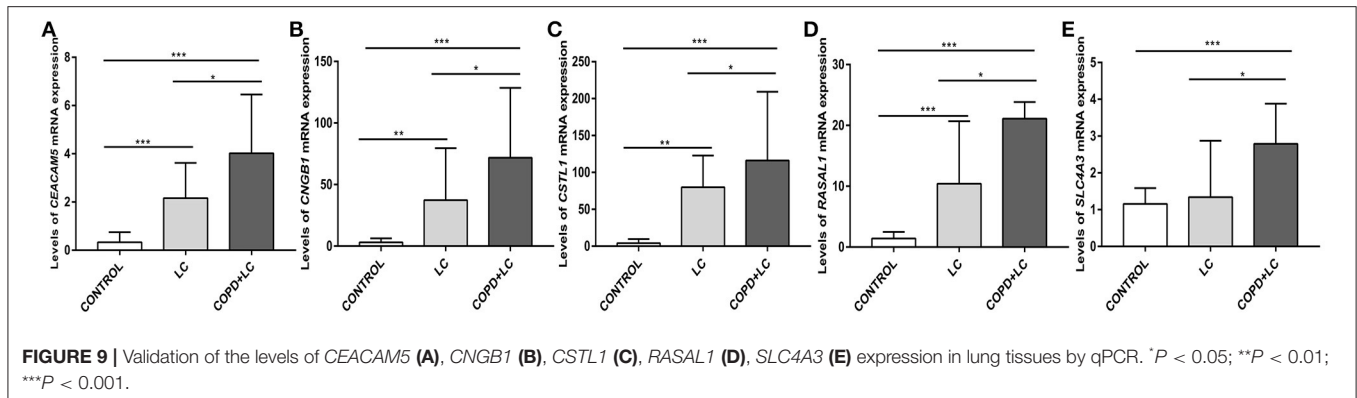 A
Levels of CEACAM5 mRNA expression
8
6
4
2
0
***
*
***
CONTROL
LC
COPD+LC
B
Levels of CNGB1 mRNA expression
150
100
50
0
***
*
**
CONTROL
LC
COPD+LC
C
Levels of CSTL1 mRNA expression
250
200
150
100
50
0
***
*
**
CONTROL
LC
COPD+LC
D
Levels of RASAL1 mRNA expression
30
20
10
0
***
*
***
CONTROL
LC
COPD+LC
E
Levels of SLC4A3 mRNA expression
5
4
3
2
1
0
***
*
CONTROL
LC
COPD+LC
FIGURE 9 | Validation of the levels of CEACAM5 (A), CNGB1 (B), CSTL1 (C), RASAL1 (D), SLC4A3 (E) expression in lung tissues by qPCR. *P < 0.05; **P < 0.01;
***P < 0.001.